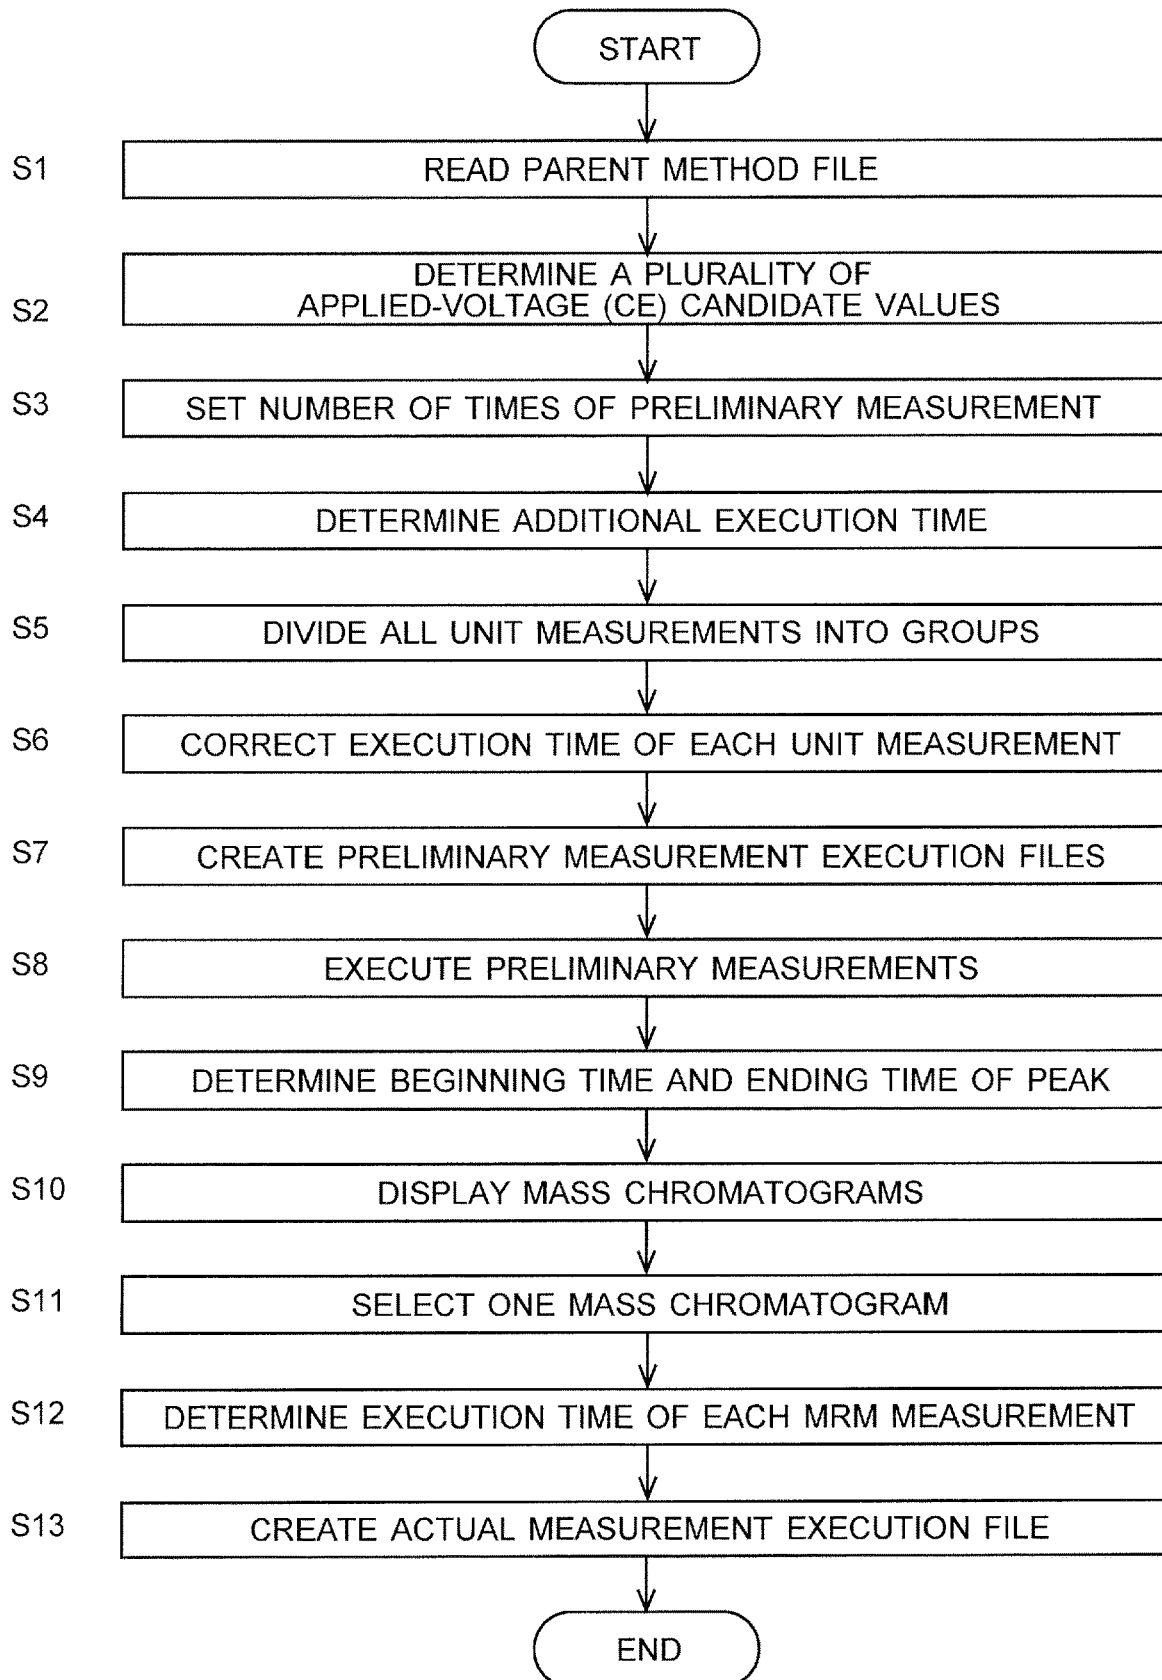 START
S1 READ PARENT METHOD FILE
DETERMINE A PLURALITY OF
S2 APPLIED-VOLTAGE (CE) CANDIDATE VALUES
S3 SET NUMBER OF TIMES OF PRELIMINARY MEASUREMENT
S4 DETERMINE ADDITIONAL EXECUTION TIME
S5 DIVIDE ALL UNIT MEASUREMENTS INTO GROUPS
S6 CORRECT EXECUTION TIME OF EACH UNIT MEASUREMENT
S7 CREATE PRELIMINARY MEASUREMENT EXECUTION FILES
S8 EXECUTE PRELIMINARY MEASUREMENTS
S9 DETERMINE BEGINNING TIME AND ENDING TIME OF PEAK
S10 DISPLAY MASS CHROMATOGRAMS
S11 SELECT ONE MASS CHROMATOGRAM
S12 DETERMINE EXECUTION TIME OF EACH MRM MEASUREMENT
S13 CREATE ACTUAL MEASUREMENT EXECUTION FILE
END